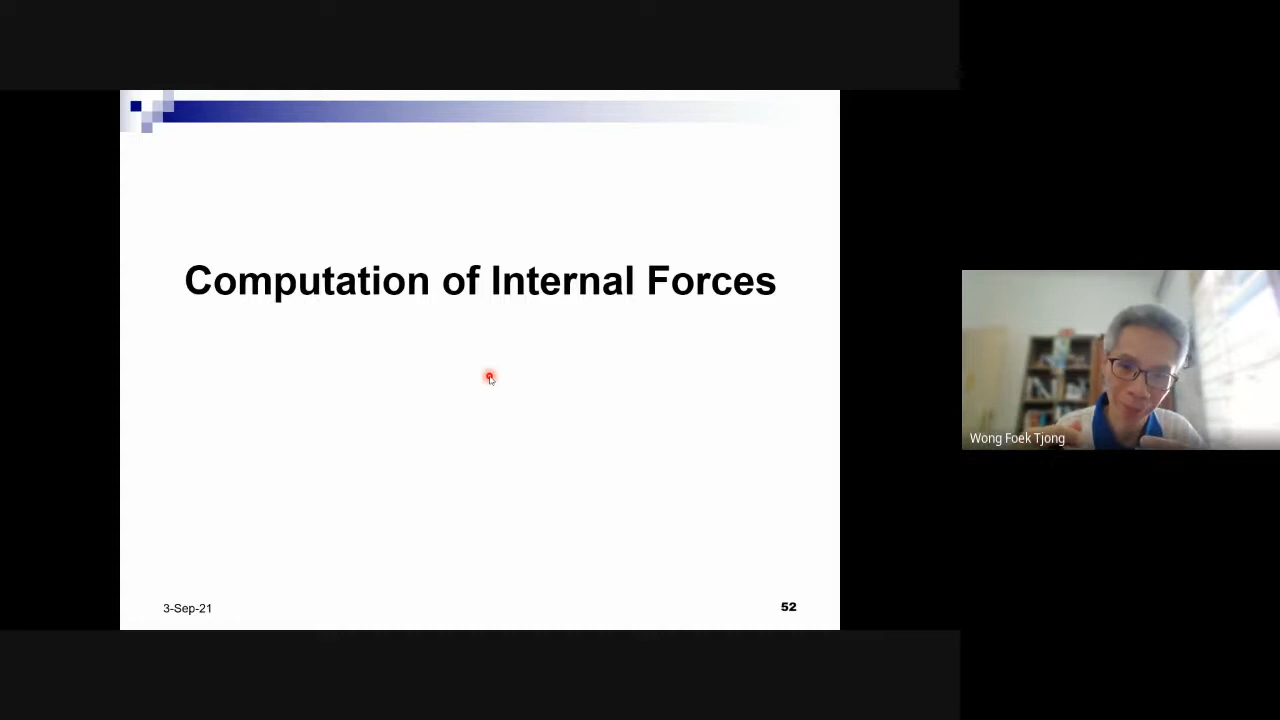 Computation of Internal Forces
3-Sep-21
52
Wong Foek Tjong